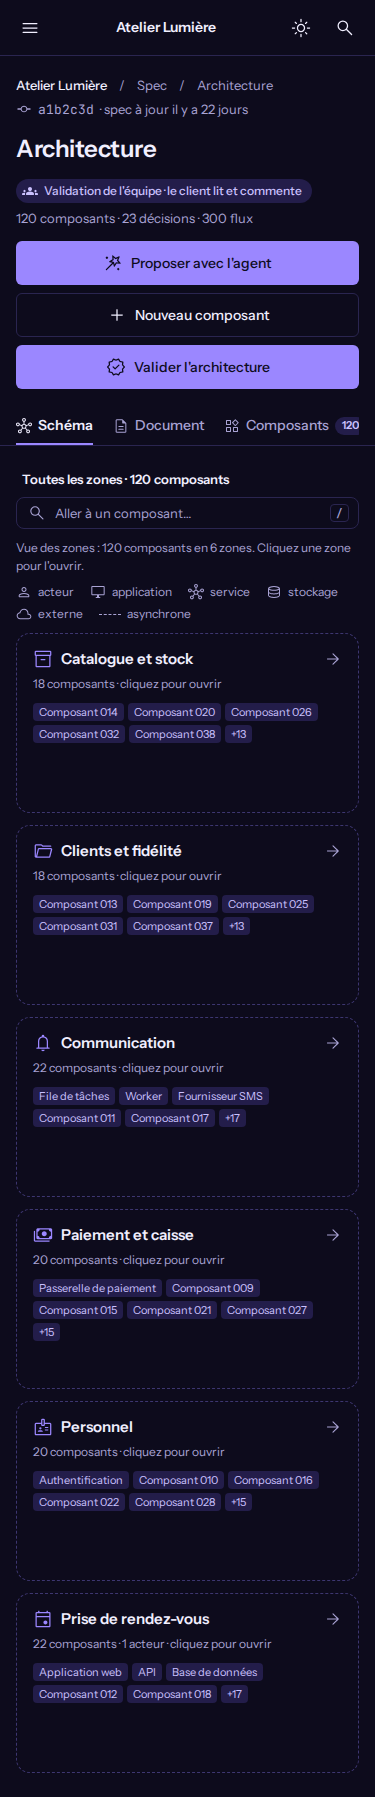 Atelier Lumière
Atelier Lumière / Spec / Architecture
a1b2c3d · spec à jour il y a 22 jours
Architecture
Validation de l'équipe · le client lit et commente
120 composants · 23 décisions · 300 flux
Proposer avec l'agent
Nouveau composant
Valider l'architecture
Schéma Document Composants 120
Toutes les zones · 120 composants
Aller à un composant... /
Vue des zones : 120 composants en 6 zones. Cliquez une zone
pour l'ouvrir.
acteur application service stockage
externe asynchrone
Catalogue et stock
18 composants · cliquez pour ouvrir
Composant 014 Composant 020 Composant 026
Composant 032 Composant 038 +13
Clients et fidélité
18 composants · cliquez pour ouvrir
Composant 013 Composant 019 Composant 025
Composant 031 Composant 037 +13
Communication
22 composants · cliquez pour ouvrir
File de tâches Worker Fournisseur SMS
Composant 011 Composant 017 +17
Paiement et caisse
20 composants · cliquez pour ouvrir
Passerelle de paiement Composant 009
Composant 015 Composant 021 Composant 027
+15
Personnel
20 composants · cliquez pour ouvrir
Authentification Composant 010 Composant 016
Composant 022 Composant 028 +15
Prise de rendez-vous
22 composants · 1 acteur · cliquez pour ouvrir
Application web API Base de données
Composant 012 Composant 018 +17